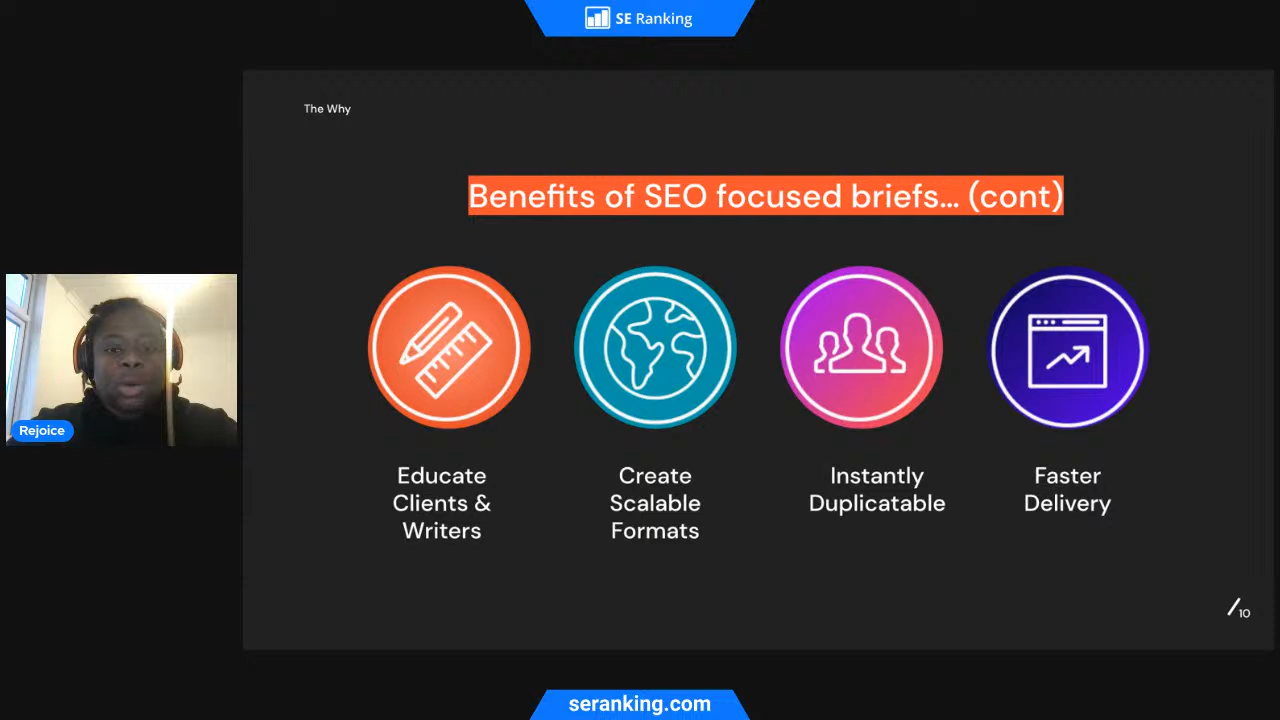 SE Ranking
The Why
Benefits of SEO focused briefs... (cont)
Educate
Clients &
Writers
Create
Scalable
Formats
Instantly
Duplicatable
Faster
Delivery
Rejoice
/10
seranking.com